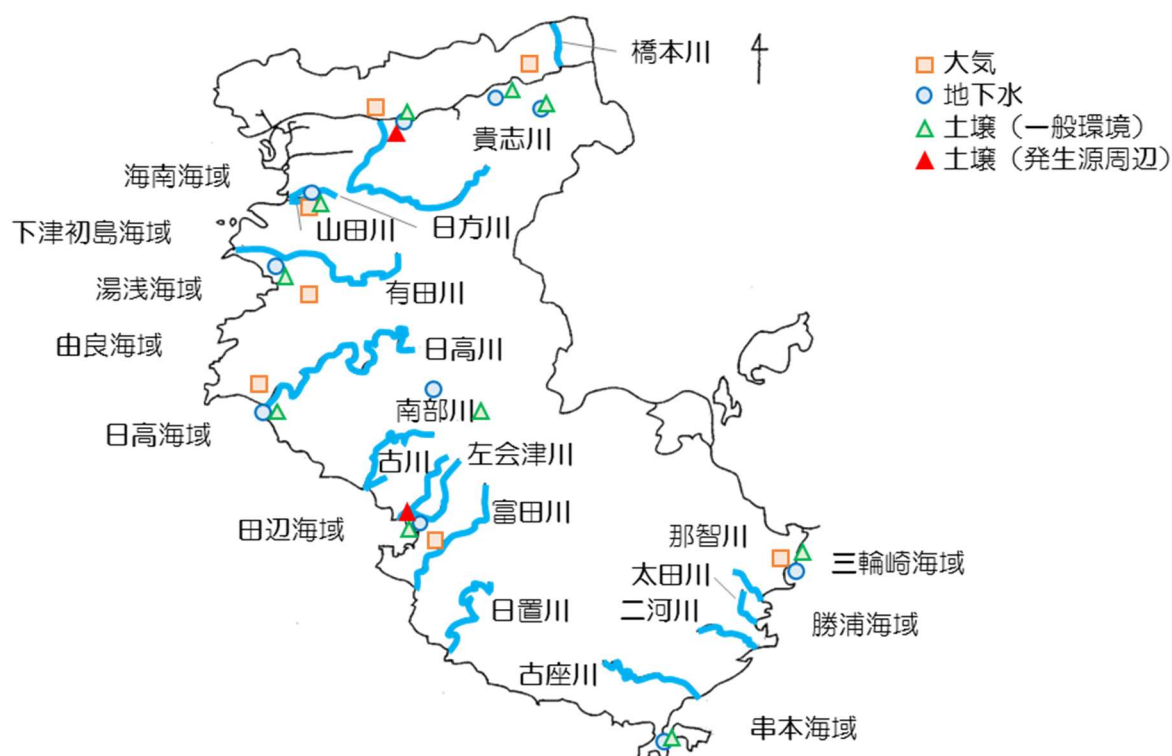 橋本川
大気
地下水
土壌（一般環境）
土壌（発生源周辺）
貴志川
海南海域
下津初島海域
山田川
日方川
湯浅海域
有田川
由良海域
日高川
南部川
日高海域
古川
左会津川
富田川
田辺海域
那智川
三輪崎海域
太田川
二河川
日置川
勝浦海域
古座川
串本海域